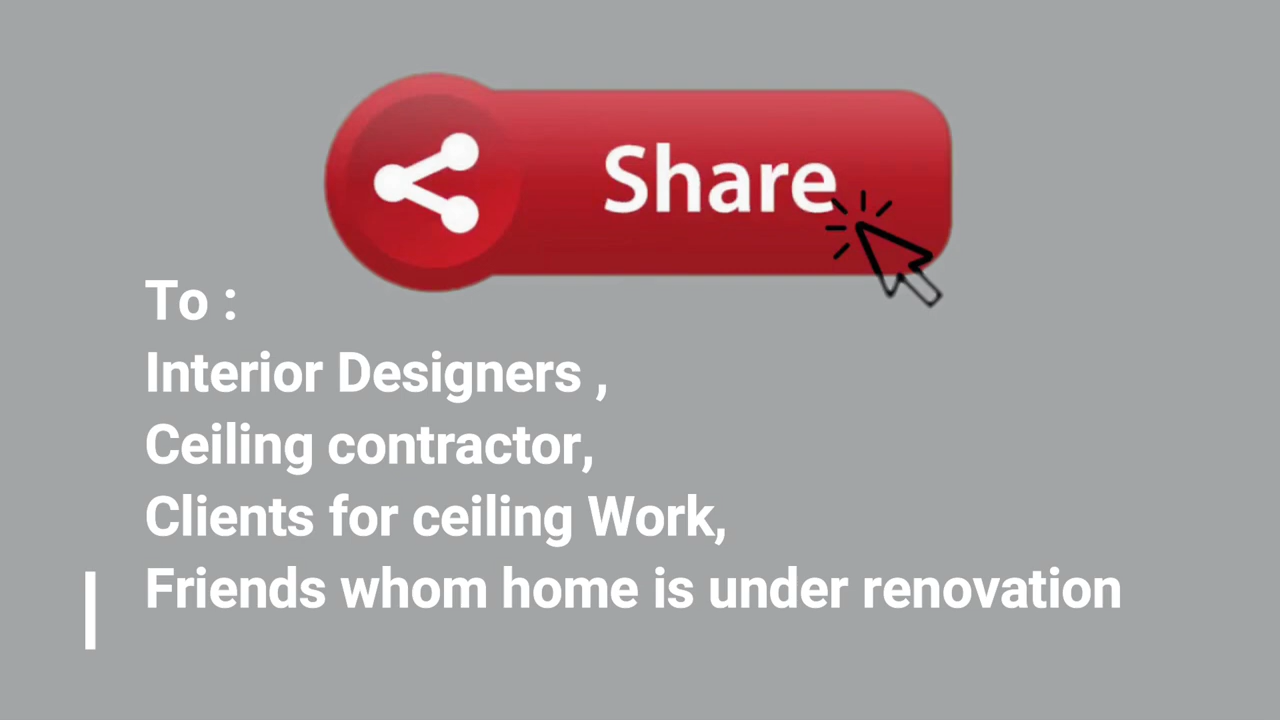 Share
To :
Interior Designers ,
Ceiling contractor,
Clients for ceiling Work,
Friends whom home is under renovation